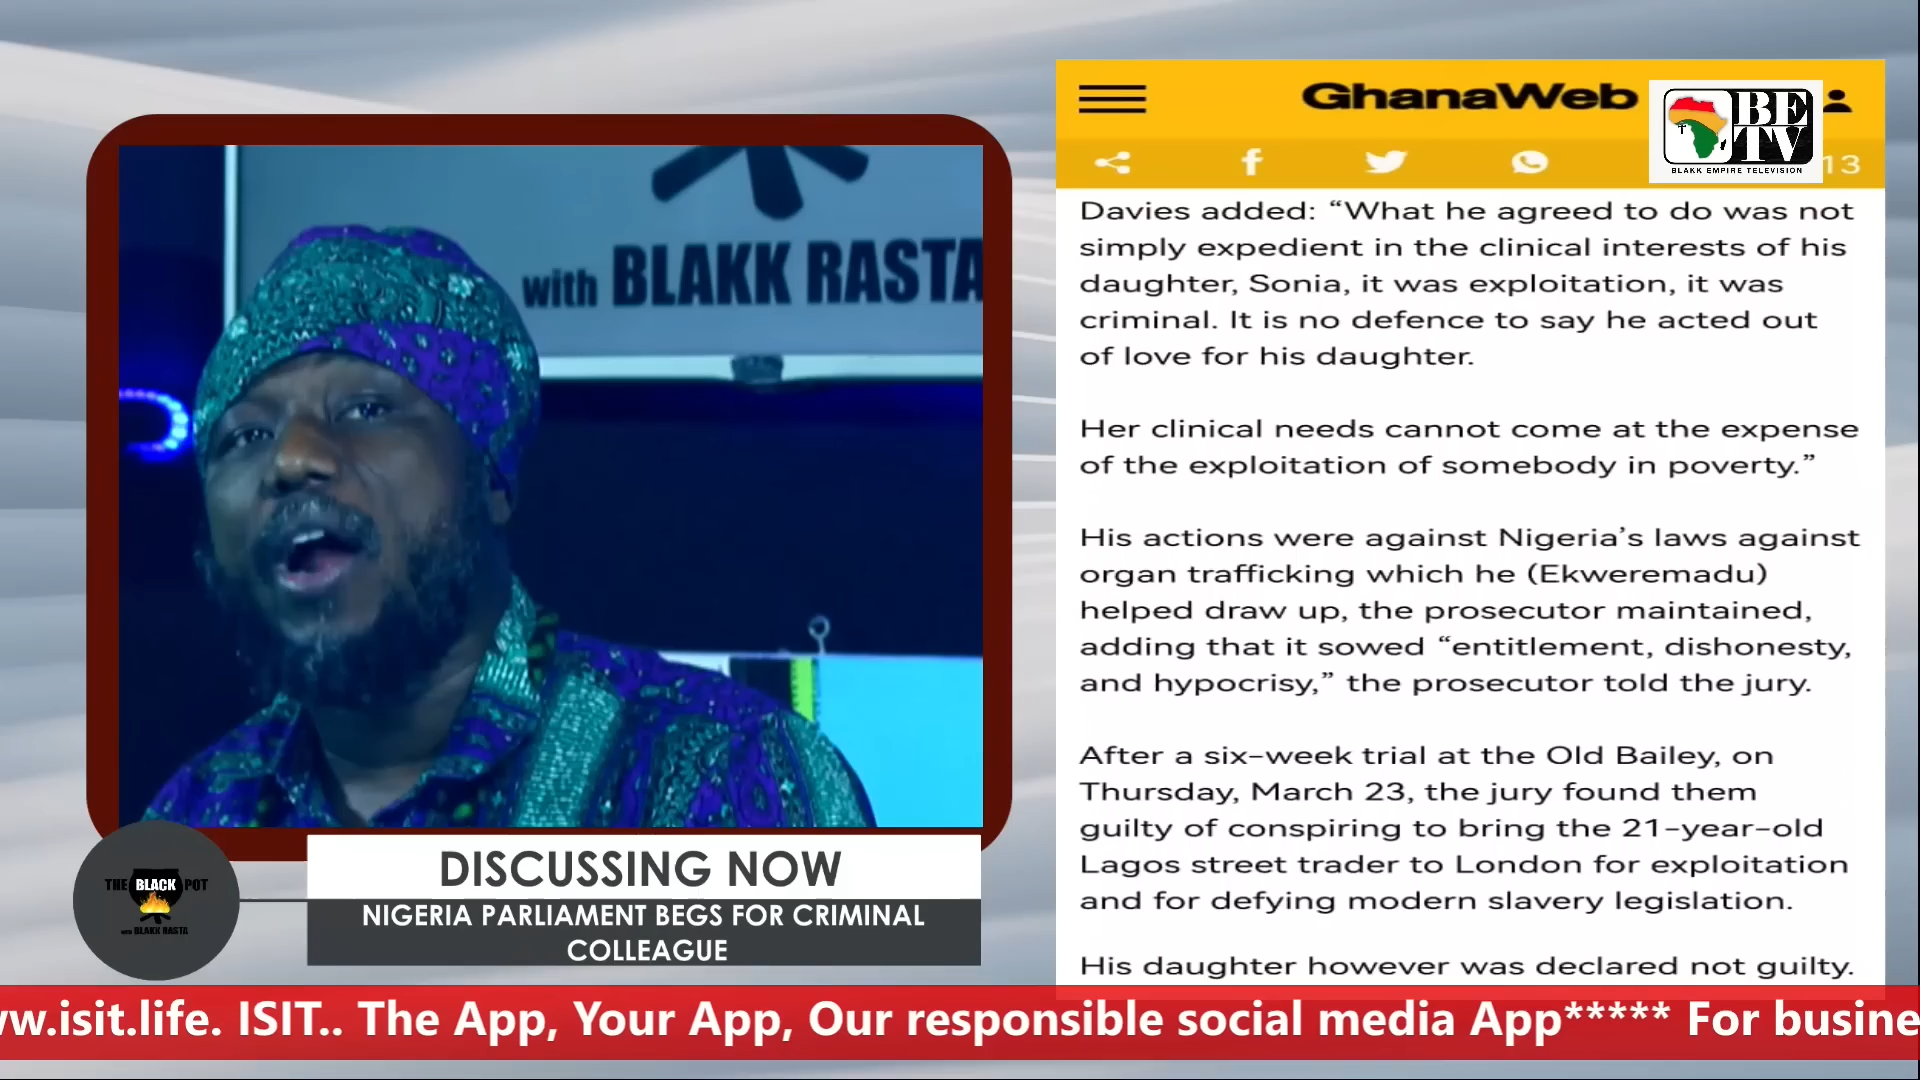 with BLAKK RASTA
THE BLACK POT
with BLAKK RASTA
DISCUSSING NOW
NIGERIA PARLIAMENT BEGS FOR CRIMINAL
COLLEAGUE
GhanaWeb
BE
TV
BLAKK EMPIRE TELEVISION
13
Davies added: “What he agreed to do was not
simply expedient in the clinical interests of his
daughter, Sonia, it was exploitation, it was
criminal. It is no defence to say he acted out
of love for his daughter.
Her clinical needs cannot come at the expense
of the exploitation of somebody in poverty.”
His actions were against Nigeria’s laws against
organ trafficking which he (Ekweremadu)
helped draw up, the prosecutor maintained,
adding that it sowed “entitlement, dishonesty,
and hypocrisy,” the prosecutor told the jury.
After a six-week trial at the Old Bailey, on
Thursday, March 23, the jury found them
guilty of conspiring to bring the 21-year-old
Lagos street trader to London for exploitation
and for defying modern slavery legislation.
His daughter however was declared not guilty.
w.isit.life. ISIT.. The App, Your App, Our responsible social media App***** For busine